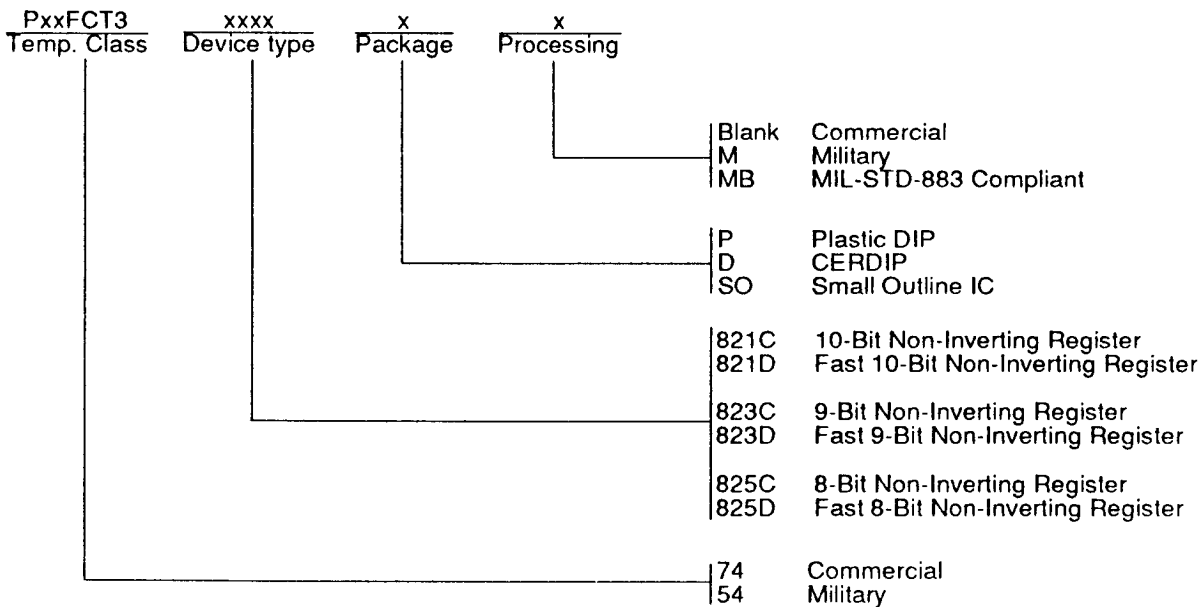 PxxFCT3 xxxx x x
Temp. Class Device type Package Processing
Blank Commercial
M Military
MB MIL-STD-883 Compliant
P Plastic DIP
D CERDIP
SO Small Outline IC
821C 10-Bit Non-Inverting Register
821D Fast 10-Bit Non-Inverting Register
823C 9-Bit Non-Inverting Register
823D Fast 9-Bit Non-Inverting Register
825C 8-Bit Non-Inverting Register
825D Fast 8-Bit Non-Inverting Register
74 Commercial
54 Military